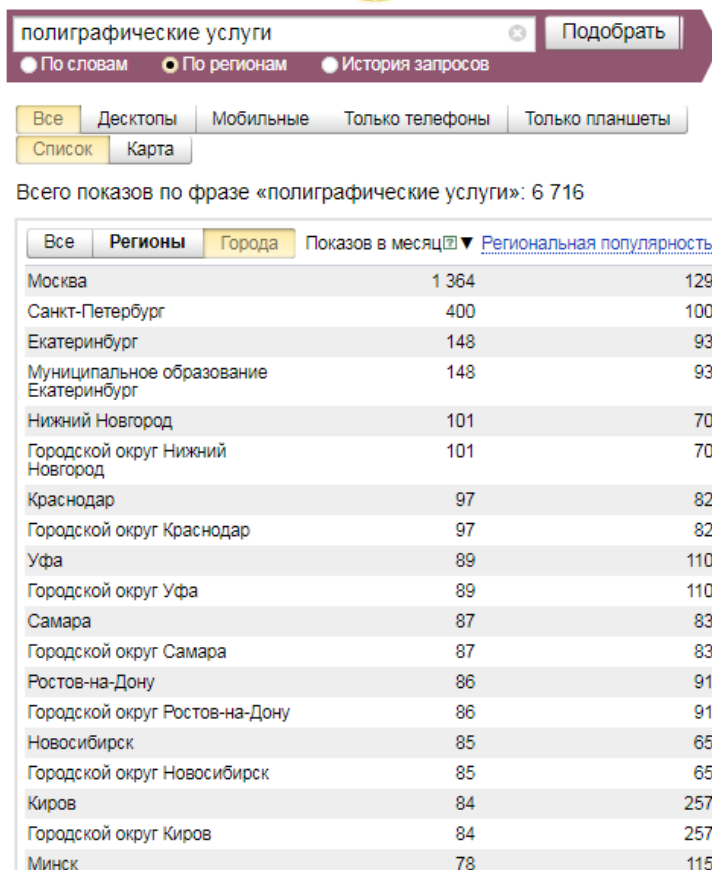 полиграфические услуги Подобрать
По словам По регионам История запросов
Все Десктопы Мобильные Только телефоны Только планшеты
Список Карта
Всего показов по фразе «полиграфические услуги»: 6 716
Все Регионы Города Показов в месяц ? ▼ Региональная популярность
Москва 1 364 129
Санкт-Петербург 400 100
Екатеринбург 148 93
Муниципальное образование
Екатеринбург 148 93
Нижний Новгород 101 70
Городской округ Нижний
Новгород 101 70
Краснодар 97 82
Городской округ Краснодар 97 82
Уфа 89 110
Городской округ Уфа 89 110
Самара 87 83
Городской округ Самара 87 83
Ростов-на-Дону 86 91
Городской округ Ростов-на-Дону 86 91
Новосибирск 85 65
Городской округ Новосибирск 85 65
Киров 84 257
Городской округ Киров 84 257
Минск 78 115